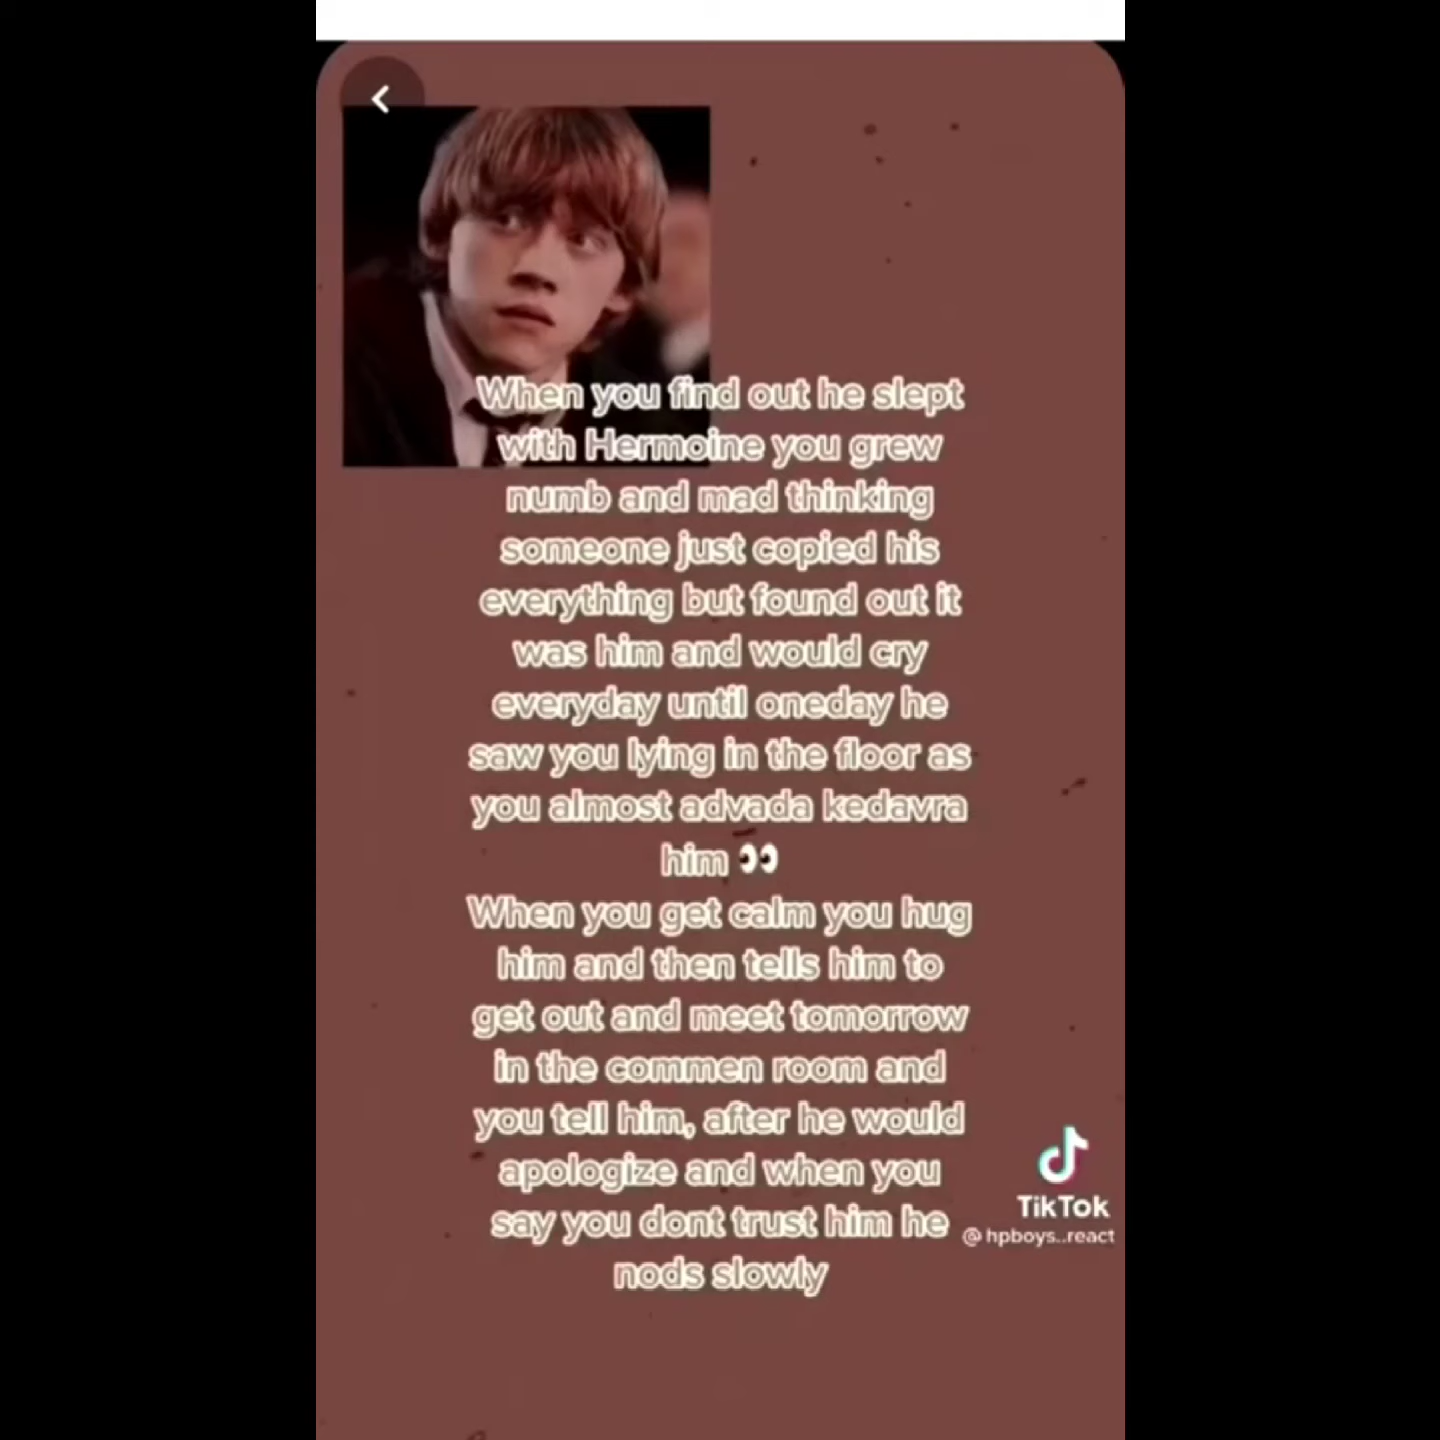 When you find out he slept
with Hermoine you grew
numb and mad thinking
someone just copied his
everything but found out it
was him and would cry
everyday until oneday he
saw you lying in the floor as
you almost advada kedavra
him 👀
When you get calm you hug
him and then tells him to
get out and meet tomorrow
in the commen room and
you tell him, after he would
apologize and when you
say you dont trust him he
nods slowly
TikTok
@hpboys..react